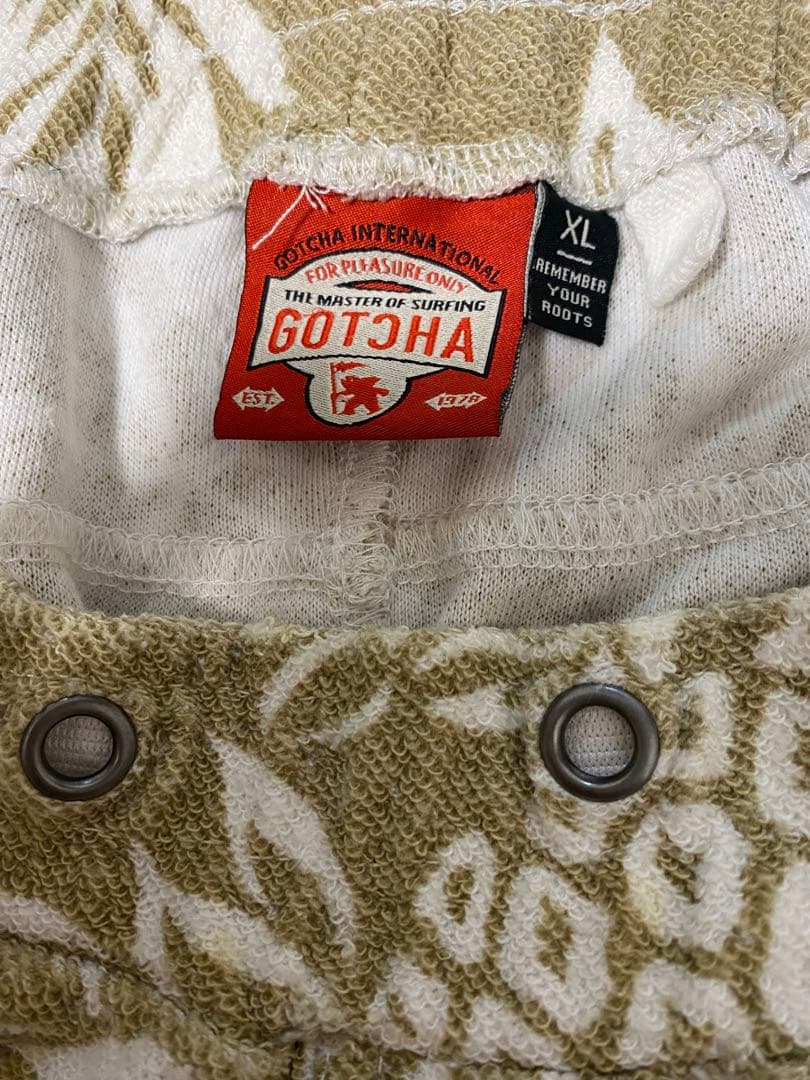 GOTCHA INTERNATIONAL
FOR PLEASURE ONLY
THE MASTER OF SURFING
GOTCHA
EST. 1978
XL
REMEMBER
YOUR
ROOTS